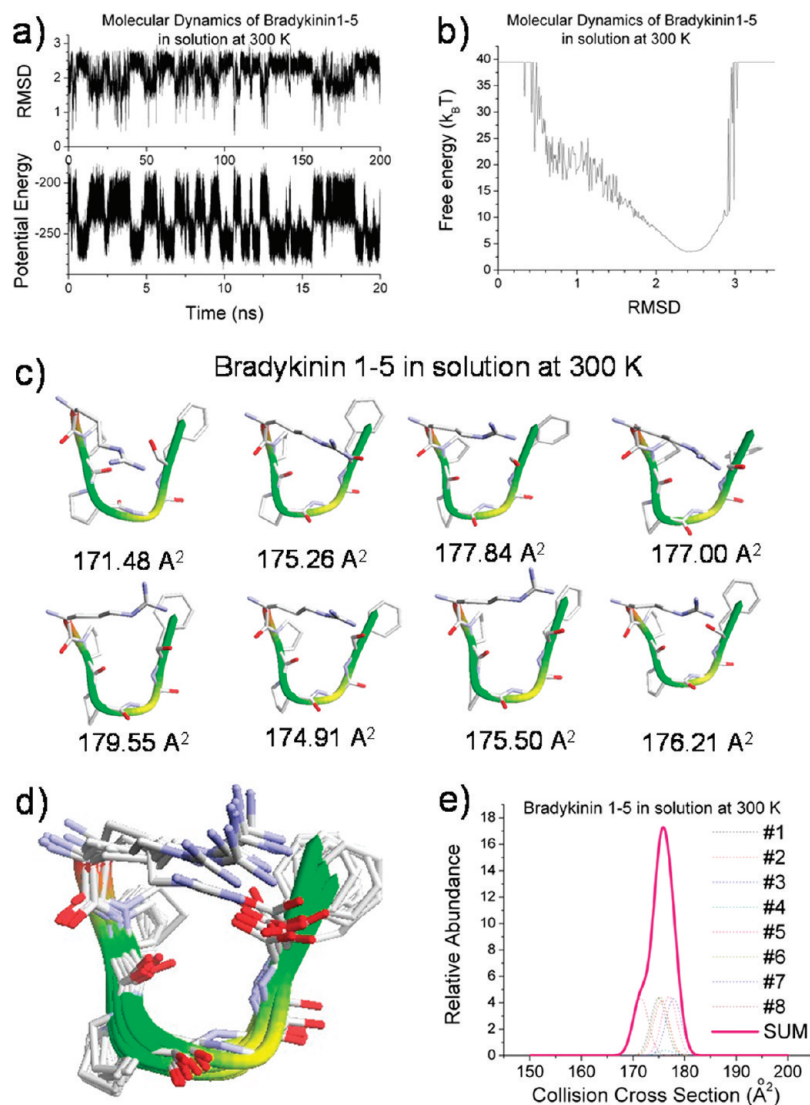 a)
Molecular Dynamics of Bradykinin1-5
in solution at 300 K
RMSD
3
2
1
0
0 50 100 150 200
Potential Energy
-200
-250
0 5 10 15 20
Time (ns)
b)
Molecular Dynamics of Bradykinin1-5
in solution at 300 K
Free energy (k_BT)
40
35
30
25
20
15
10
5
0
0 1 2 3
RMSD
c)
Bradykinin 1-5 in solution at 300 K
171.48 A²
175.26 A²
177.84 A²
177.00 A²
179.55 A²
174.91 A²
175.50 A²
176.21 A²
d)
e)
Bradykinin 1-5 in solution at 300 K
Relative Abundance
18
16
14
12
10
8
6
4
2
0
#1
#2
#3
#4
#5
#6
#7
#8
SUM
150 160 170 180 190 200
Collision Cross Section (Å²)